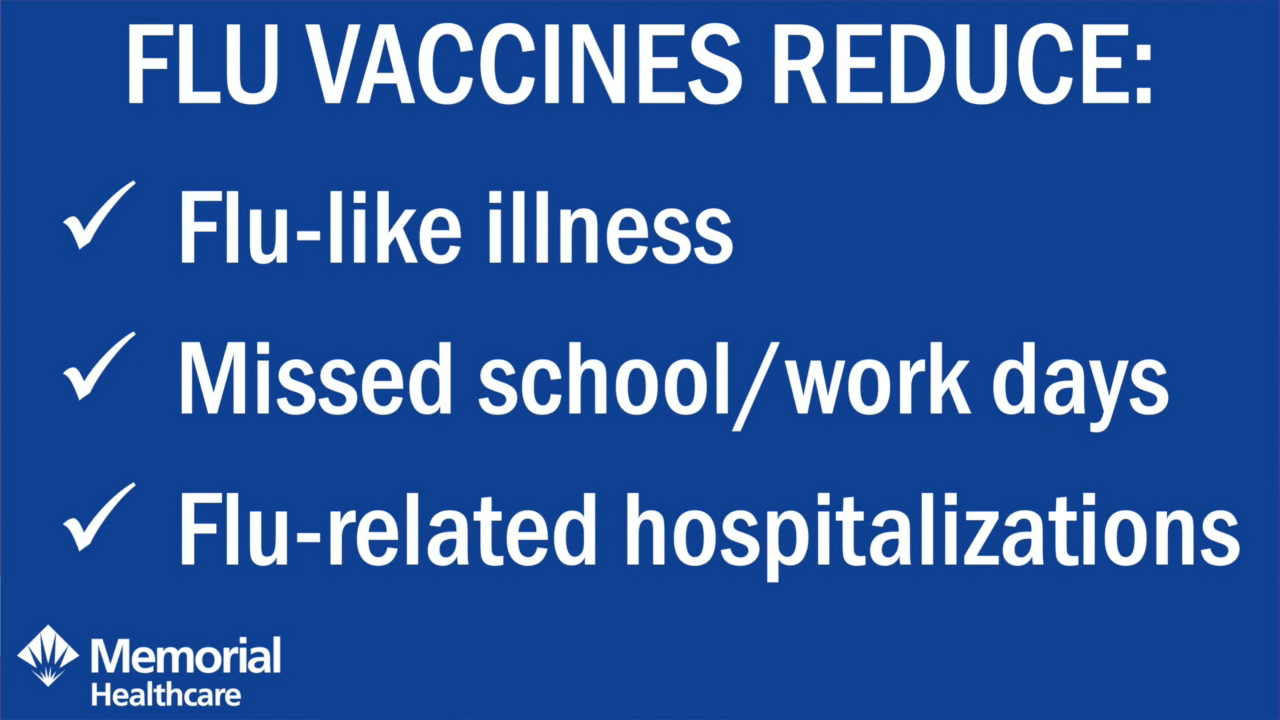 FLU VACCINES REDUCE:
✓ Flu-like illness
✓ Missed school/work days
✓ Flu-related hospitalizations
Memorial
Healthcare